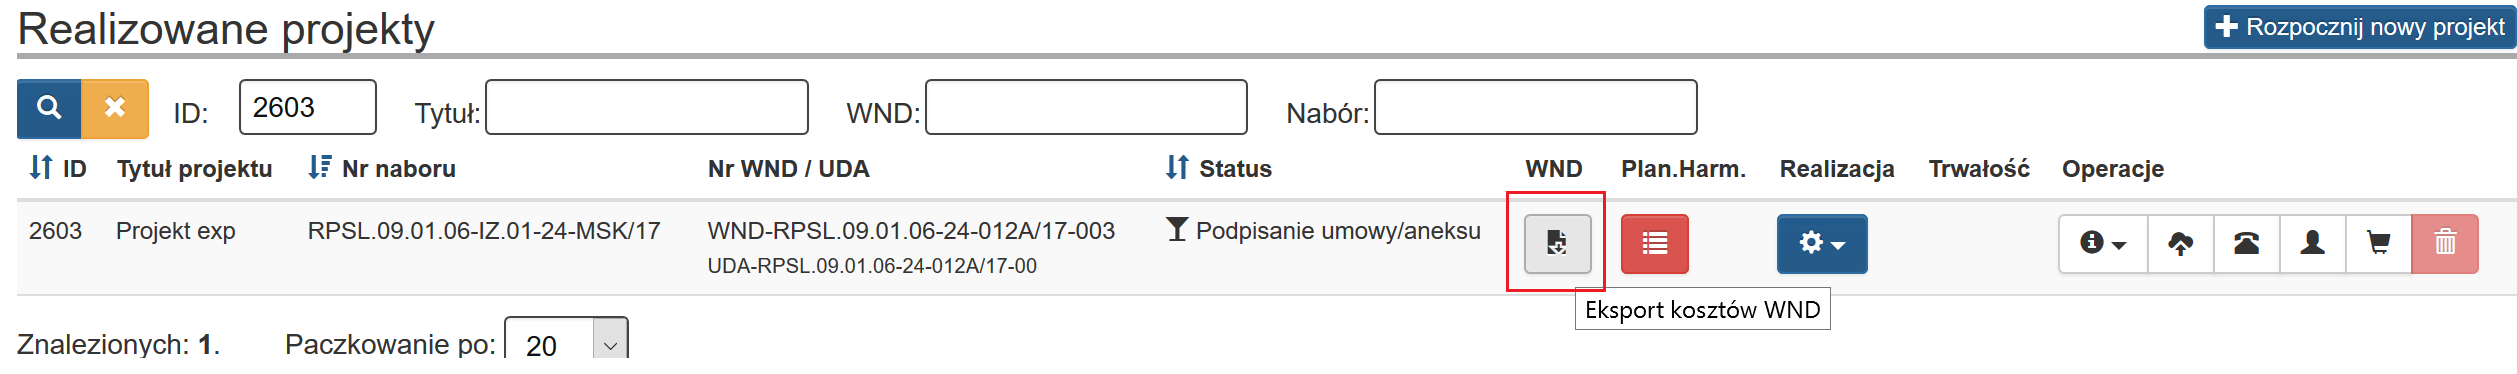 Realizowane projekty
Rozpocznij nowy projekt
ID: 2603 Tytuł: WND: Nabór:
ID Tytuł projektu Nr naboru Nr WND / UDA Status WND Plan.Harm. Realizacja Trwałość Operacje
2603 Projekt exp RPSL.09.01.06-IZ.01-24-MSK/17 WND-RPSL.09.01.06-24-012A/17-003 Podpisanie umowy/aneksu
UDA-RPSL.09.01.06-24-012A/17-00
Eksport kosztów WND
Znalezionych: 1. Paczkowanie po: 20